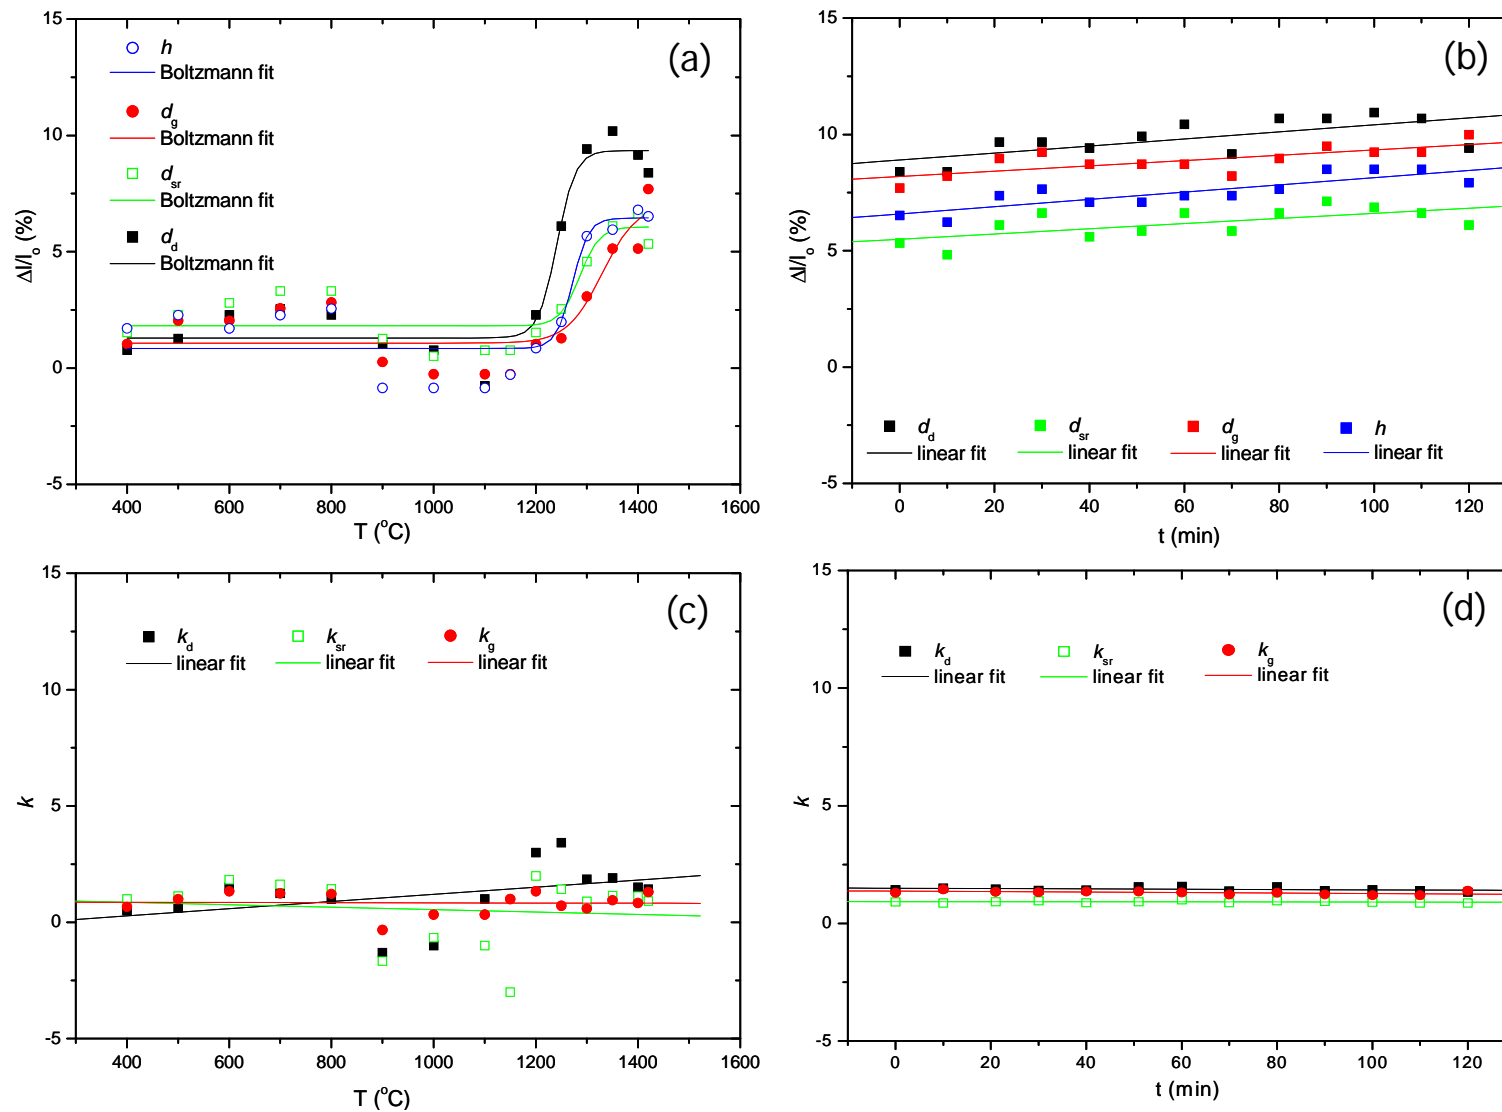 (a)
h
Boltzmann fit
d_g
Boltzmann fit
d_sr
Boltzmann fit
d_d
Boltzmann fit
ΔI/I_o (%)
15
10
5
0
-5
400 600 800 1000 1200 1400 1600
T (°C)
(b)
ΔI/I_o (%)
15
10
5
0
-5
d_d d_sr d_g h
linear fit linear fit linear fit linear fit
0 20 40 60 80 100 120
t (min)
(c)
k_d k_sr k_g
linear fit linear fit linear fit
k
15
10
5
0
-5
400 600 800 1000 1200 1400 1600
T (°C)
(d)
k_d k_sr k_g
linear fit linear fit linear fit
k
15
10
5
0
-5
0 20 40 60 80 100 120
t (min)